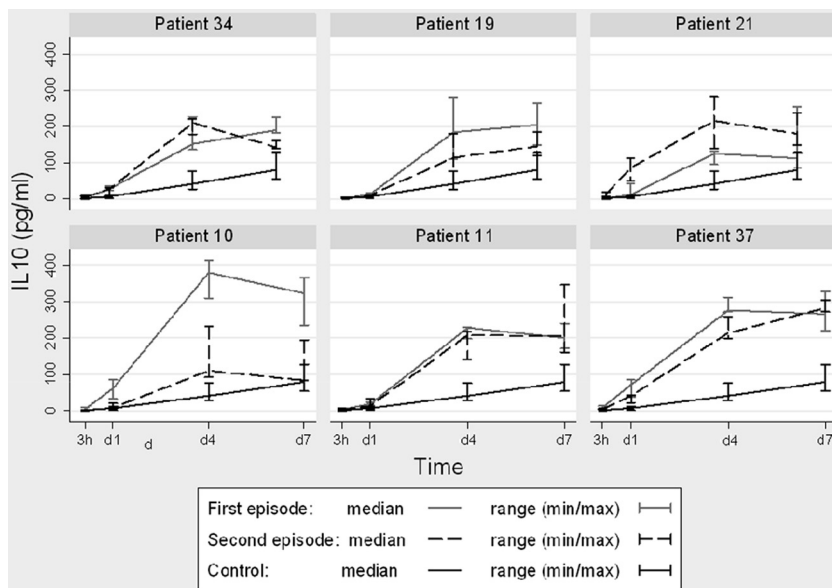 Patient 34 Patient 19 Patient 21
400
300
200
100
0
Patient 10 Patient 11 Patient 37
400
300
200
100
0
IL10 (pg/ml)
3h d1 d d4 d7 3h d1 d4 d7 3h d1 d4 d7
Time
First episode: median range (min/max)
Second episode: median range (min/max)
Control: median range (min/max)